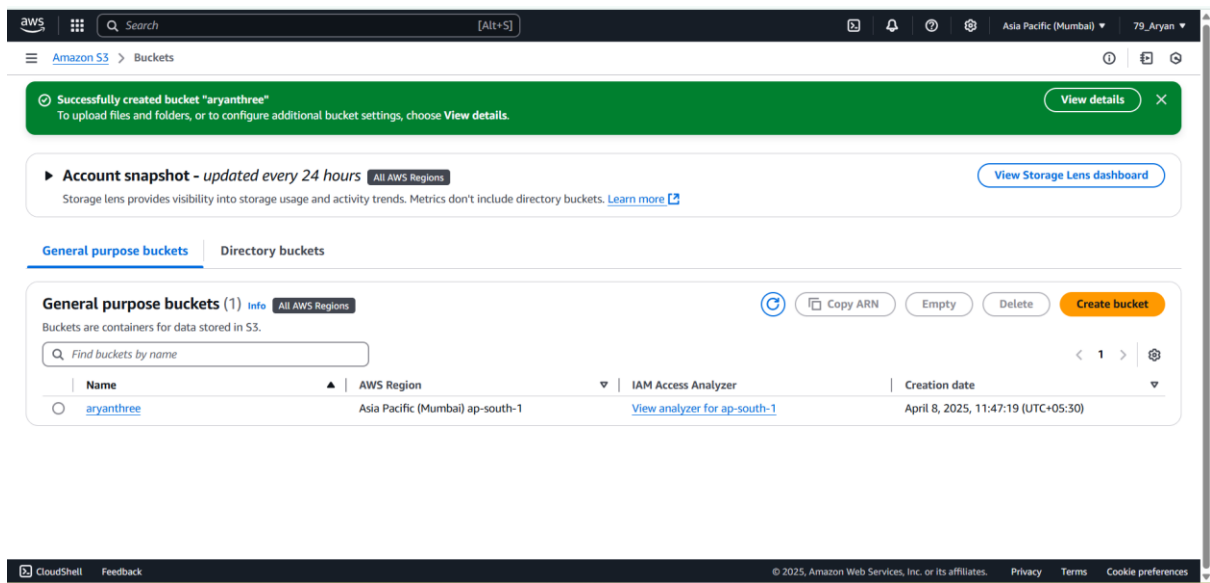 aws
Search
[Alt+S]
Asia Pacific (Mumbai)
79_Aryan
Amazon S3 > Buckets
Successfully created bucket "aryanthree"
To upload files and folders, or to configure additional bucket settings, choose View details.
View details
Account snapshot - updated every 24 hours All AWS Regions
View Storage Lens dashboard
Storage lens provides visibility into storage usage and activity trends. Metrics don't include directory buckets. Learn more
General purpose buckets Directory buckets
General purpose buckets (1) Info All AWS Regions
Copy ARN Empty Delete Create bucket
Buckets are containers for data stored in S3.
Find buckets by name
< 1 >
Name AWS Region IAM Access Analyzer Creation date
aryanthree Asia Pacific (Mumbai) ap-south-1 View analyzer for ap-south-1 April 8, 2025, 11:47:19 (UTC+05:30)
CloudShell Feedback © 2025, Amazon Web Services, Inc. or its affiliates. Privacy Terms Cookie preferences